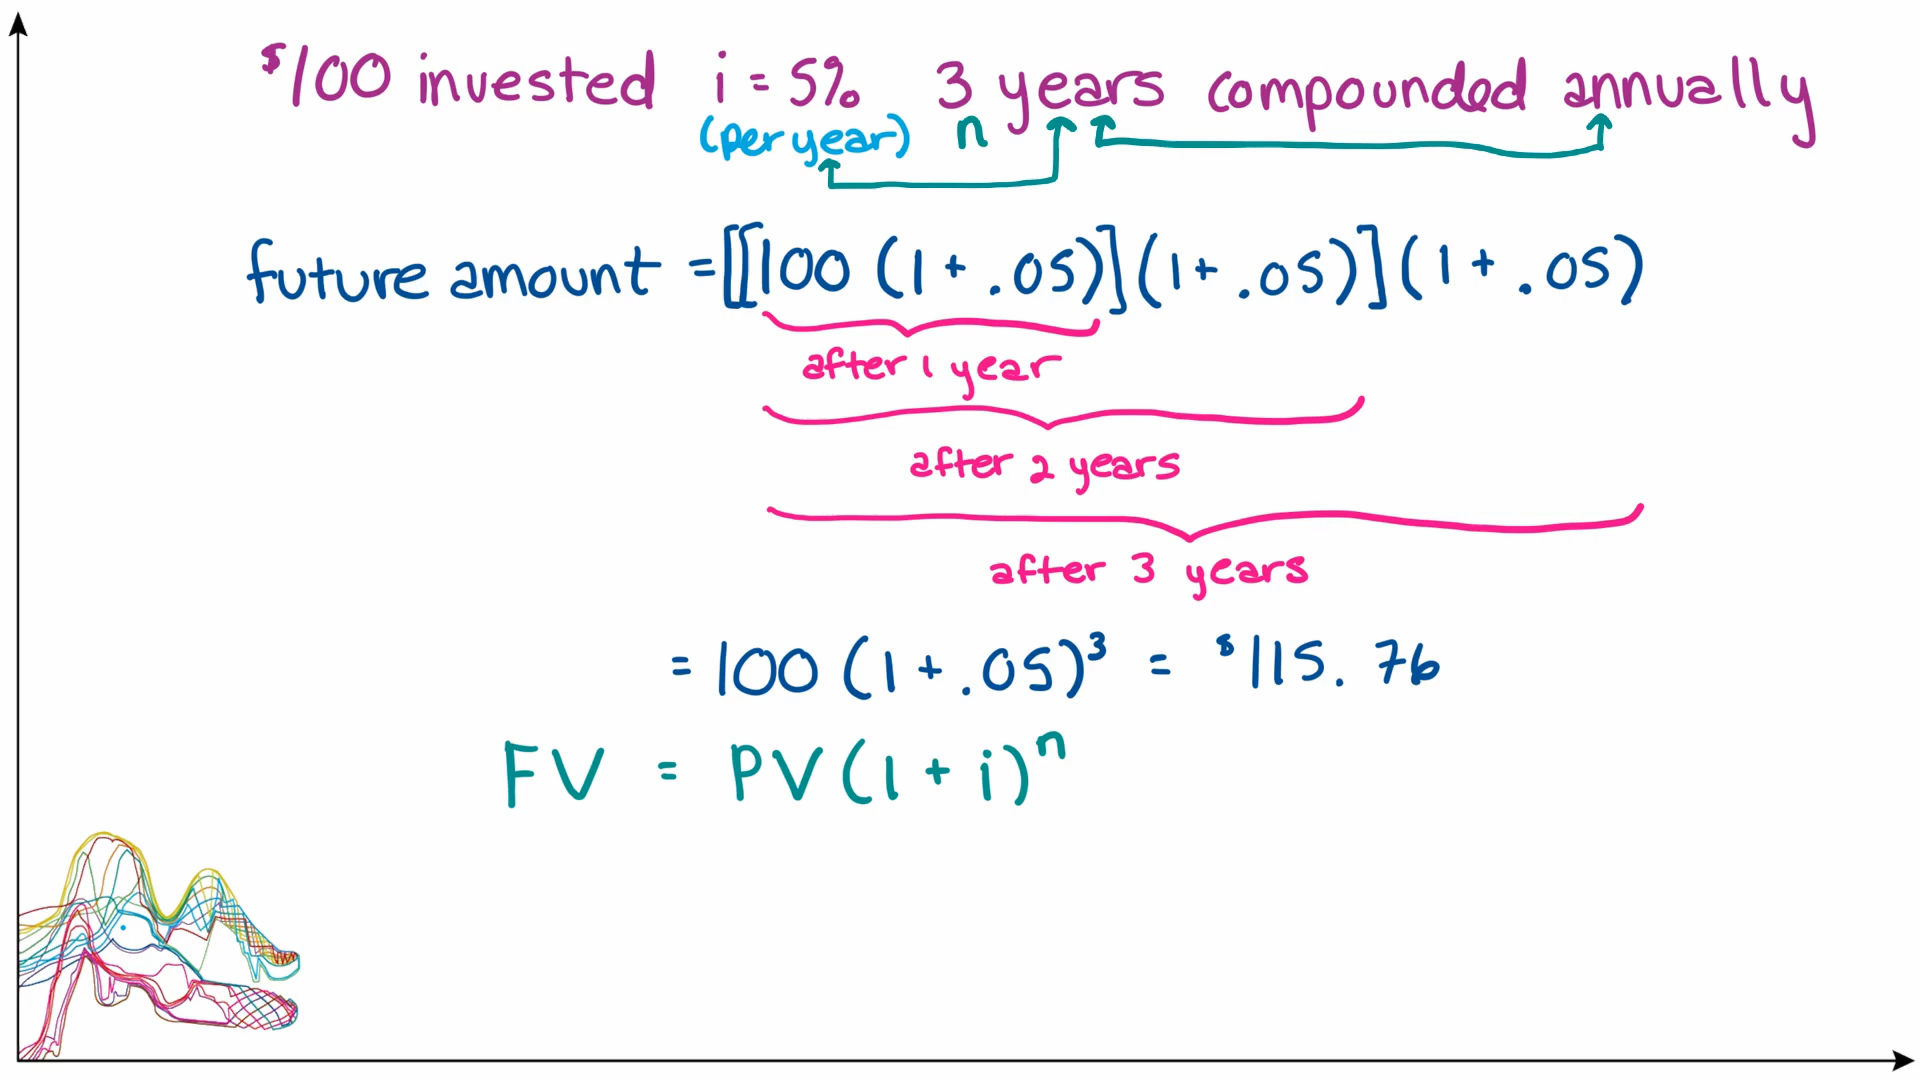 $100 invested i = 5% 3 years compounded annually
(per year) n
future amount = [[100 (1 + .05)](1 + .05)](1 + .05)
after 1 year
after 2 years
after 3 years
= 100 (1 + .05)³ = $115.76
FV = PV(1 + i)ⁿ